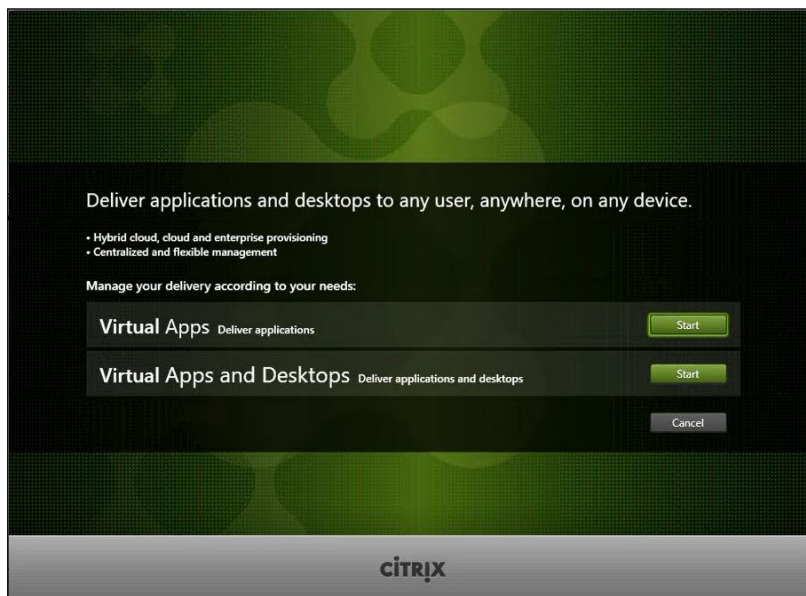 Deliver applications and desktops to any user, anywhere, on any device.
• Hybrid cloud, cloud and enterprise provisioning
• Centralized and flexible management
Manage your delivery according to your needs:
Virtual Apps Deliver applications Start
Virtual Apps and Desktops Deliver applications and desktops Start
Cancel
CİTRIX